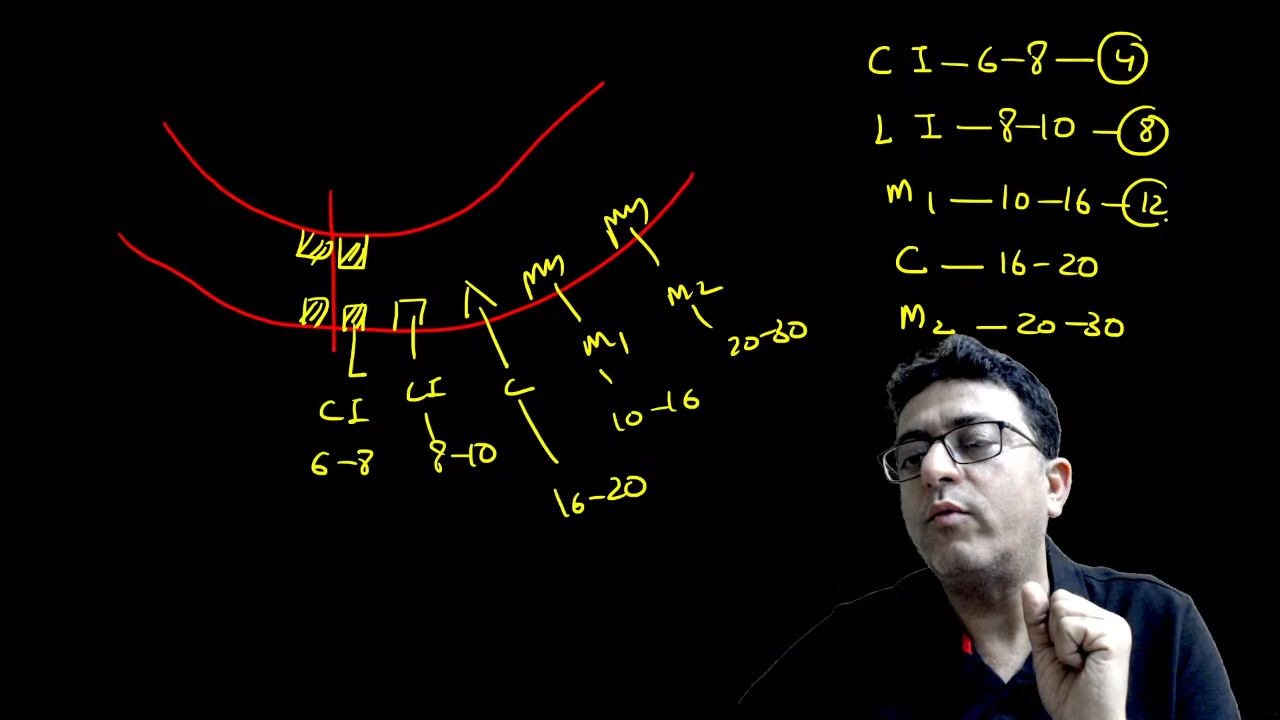 C I – 6 – 8 – 4
L I – 8 – 10 – 8
M 1 – 10 – 16 – 12
C – 16 – 20
M 2 – 20 – 30
M2
20 – 30
M1
10 – 16
C
16 – 20
LI
8 – 10
CI
6 – 8